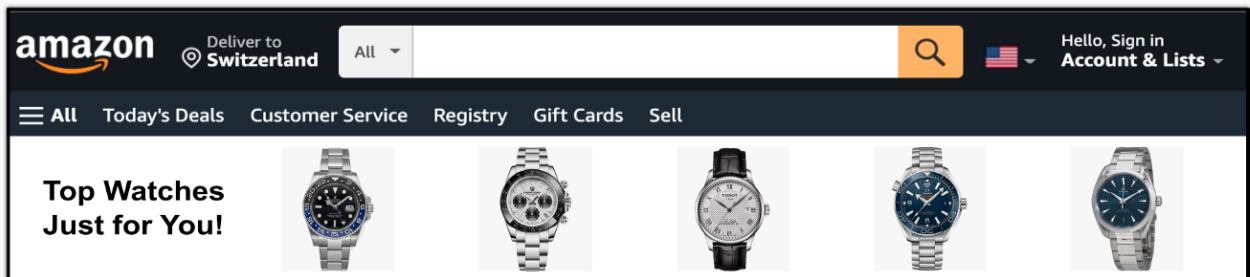 amazon
Deliver to
Switzerland
All
Hello, Sign in
Account & Lists
All Today's Deals Customer Service Registry Gift Cards Sell
Top Watches
Just for You!
TISSOT